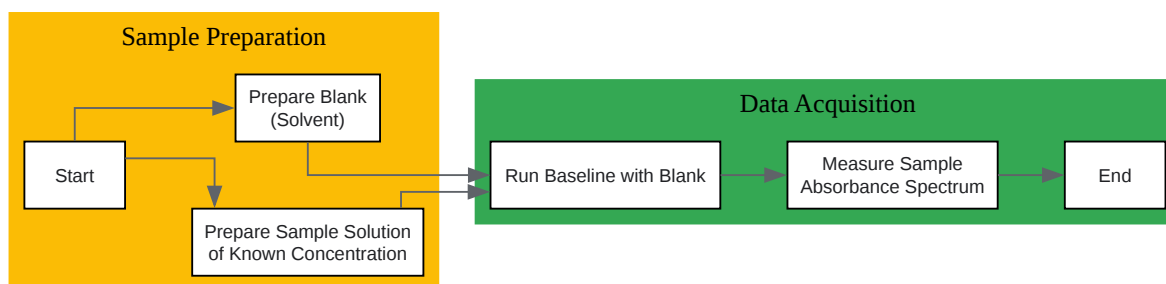 Sample Preparation
Start
Prepare Blank
(Solvent)
Prepare Sample Solution
of Known Concentration
Data Acquisition
Run Baseline with Blank
Measure Sample
Absorbance Spectrum
End